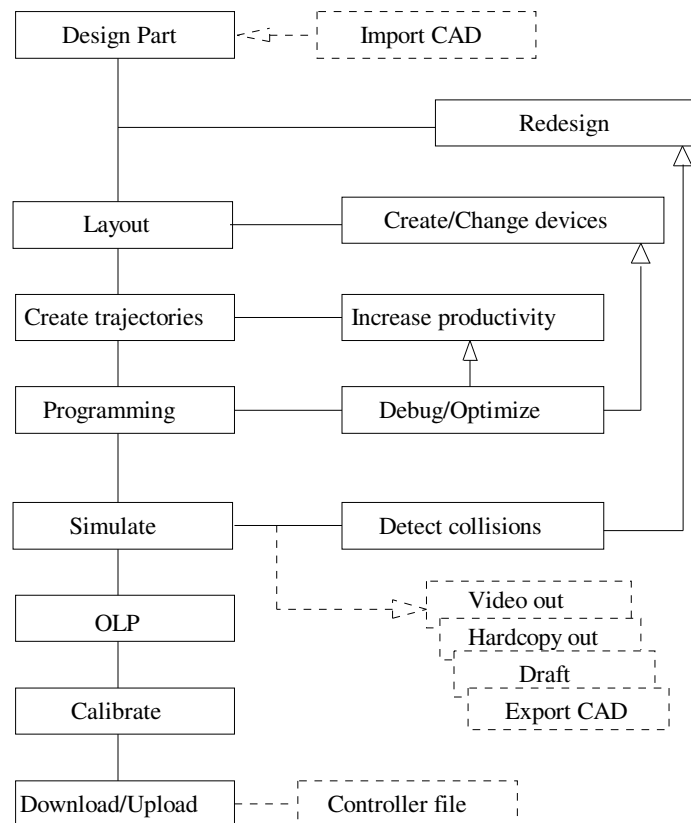 Design Part
Import CAD
Redesign
Layout
Create/Change devices
Create trajectories
Increase productivity
Programming
Debug/Optimize
Simulate
Detect collisions
Video out
OLP
Hardcopy out
Draft
Calibrate
Export CAD
Download/Upload
Controller file